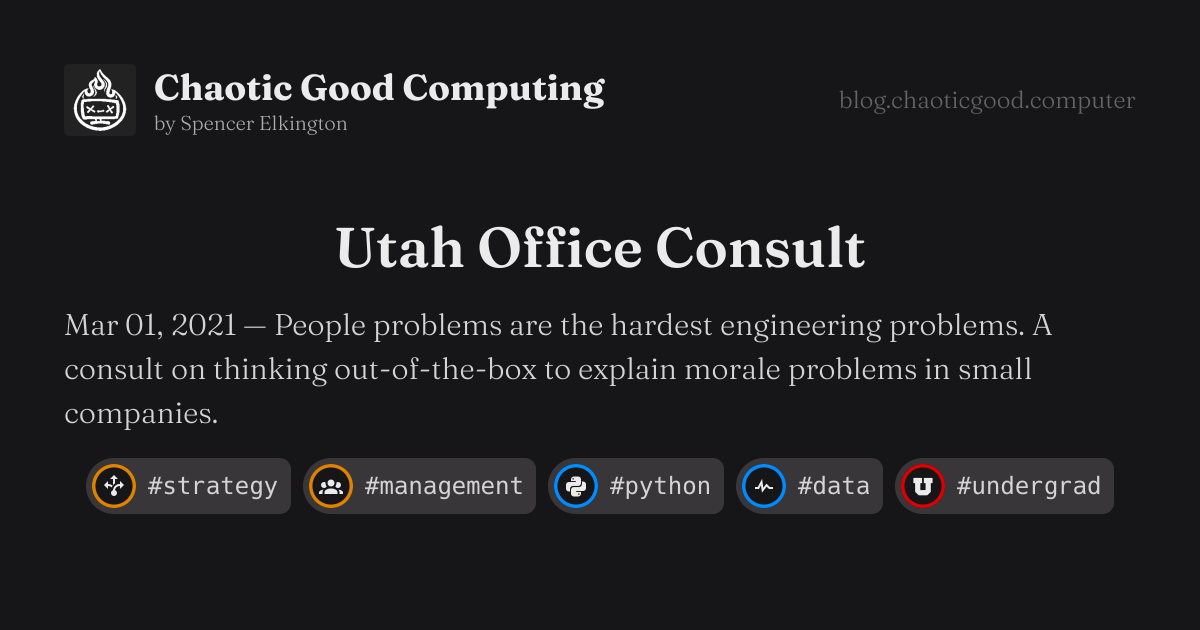 Chaotic Good Computing
by Spencer Elkington
blog.chaoticgood.computer
Utah Office Consult
Mar 01, 2021 — People problems are the hardest engineering problems. A
consult on thinking out-of-the-box to explain morale problems in small
companies.
#strategy #management #python #data #undergrad